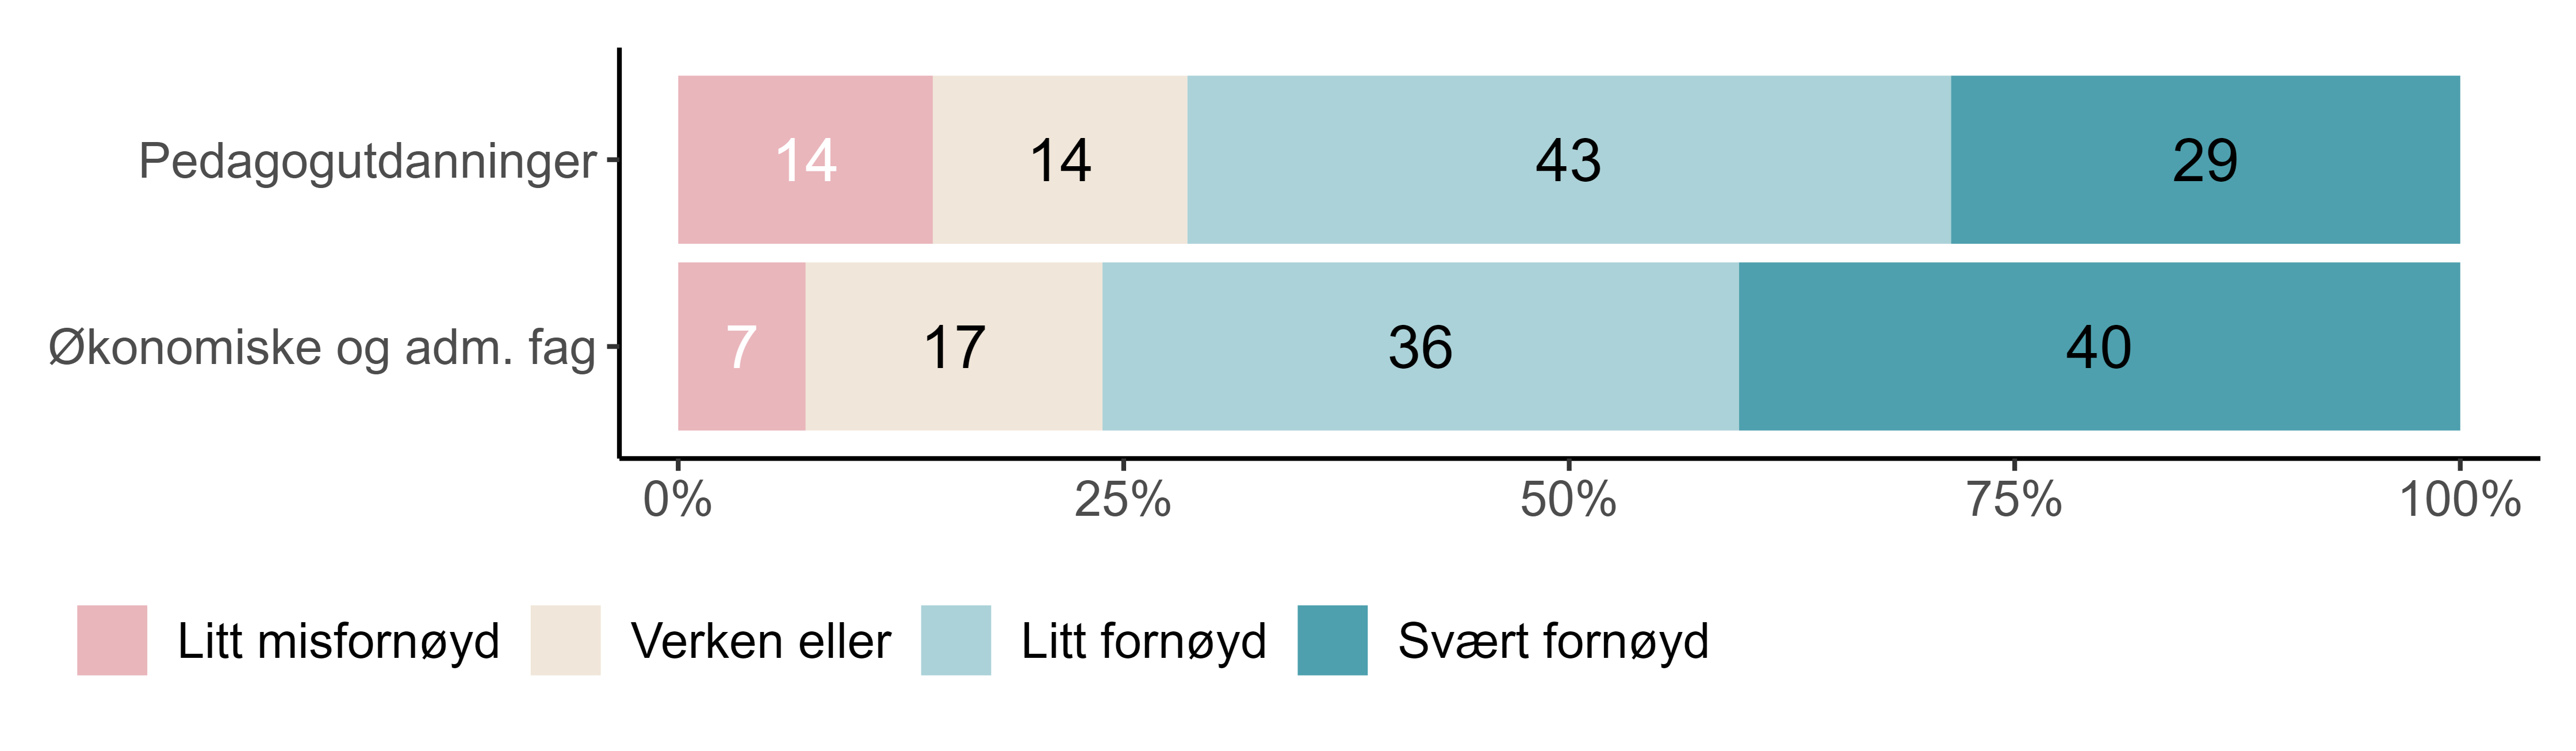 Pedagogutdanninger 14 14 43 29
Økonomiske og adm. fag 7 17 36 40
0% 25% 50% 75% 100%
Litt misfornøyd Verken eller Litt fornøyd Svært fornøyd